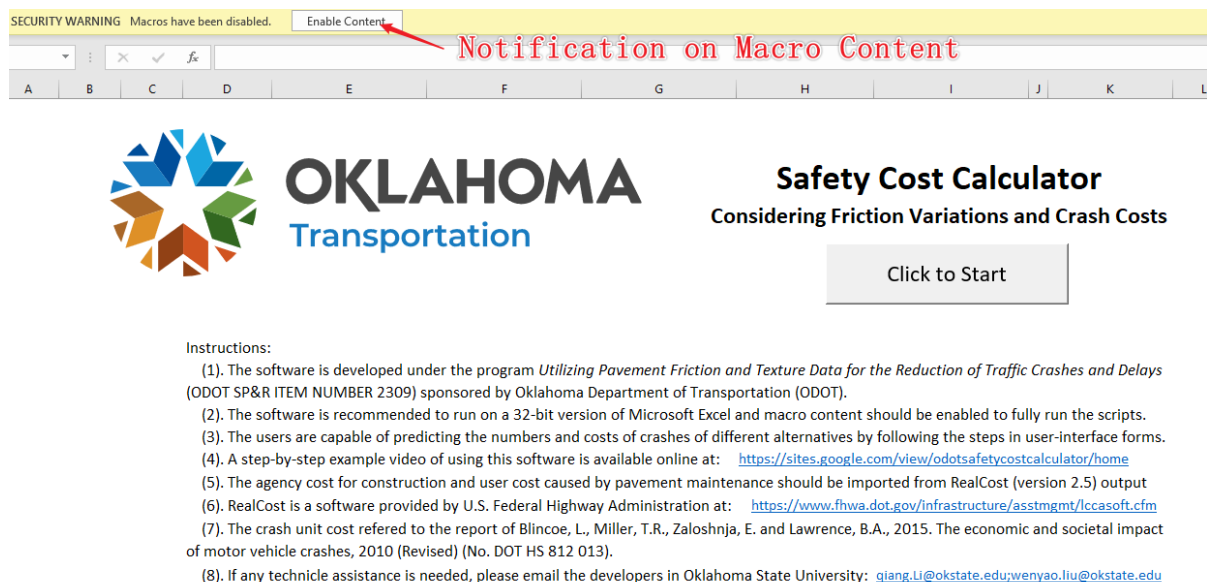 SECURITY WARNING Macros have been disabled. Enable Content
Notification on Macro Content
fx
A B C D E F G H I J K L
OKLAHOMA
Transportation
Safety Cost Calculator
Considering Friction Variations and Crash Costs
Click to Start
Instructions:
(1). The software is developed under the program Utilizing Pavement Friction and Texture Data for the Reduction of Traffic Crashes and Delays
(ODOT SP&R ITEM NUMBER 2309) sponsored by Oklahoma Department of Transportation (ODOT).
(2). The software is recommended to run on a 32-bit version of Microsoft Excel and macro content should be enabled to fully run the scripts.
(3). The users are capable of predicting the numbers and costs of crashes of different alternatives by following the steps in user-interface forms.
(4). A step-by-step example video of using this software is available online at: https://sites.google.com/view/odotsafetycostcalculator/home
(5). The agency cost for construction and user cost caused by pavement maintenance should be imported from RealCost (version 2.5) output
(6). RealCost is a software provided by U.S. Federal Highway Administration at: https://www.fhwa.dot.gov/infrastructure/asstmgmt/lccasoft.cfm
(7). The crash unit cost refered to the report of Blincoe, L., Miller, T.R., Zaloshnja, E. and Lawrence, B.A., 2015. The economic and societal impact
of motor vehicle crashes, 2010 (Revised) (No. DOT HS 812 013).
(8). If any technicle assistance is needed, please email the developers in Oklahoma State University: qiang.Li@okstate.edu;wenyao.liu@okstate.edu